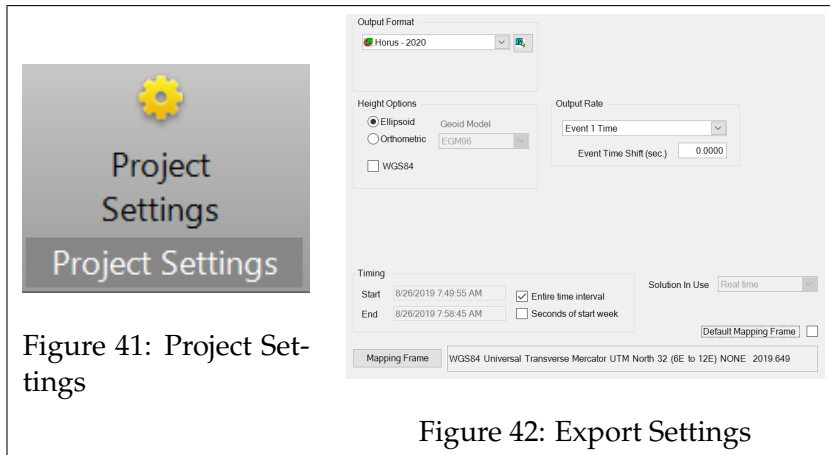 Project
Settings
Project Settings
Figure 41: Project Set-
tings
Output Format
Horus - 2020
Height Options
Ellipsoid
Geoid Model
Orthometric
EGM96
WGS84
Output Rate
Event 1 Time
Event Time Shift (sec.) 0.0000
Timing
Start 8/26/2019 7:49:55 AM
Entire time interval
End 8/26/2019 7:58:45 AM
Seconds of start week
Solution In Use Real time
Default Mapping Frame
Mapping Frame WGS84 Universal Transverse Mercator UTM North 32 (6E to 12E) NONE 2019.649
Figure 42: Export Settings